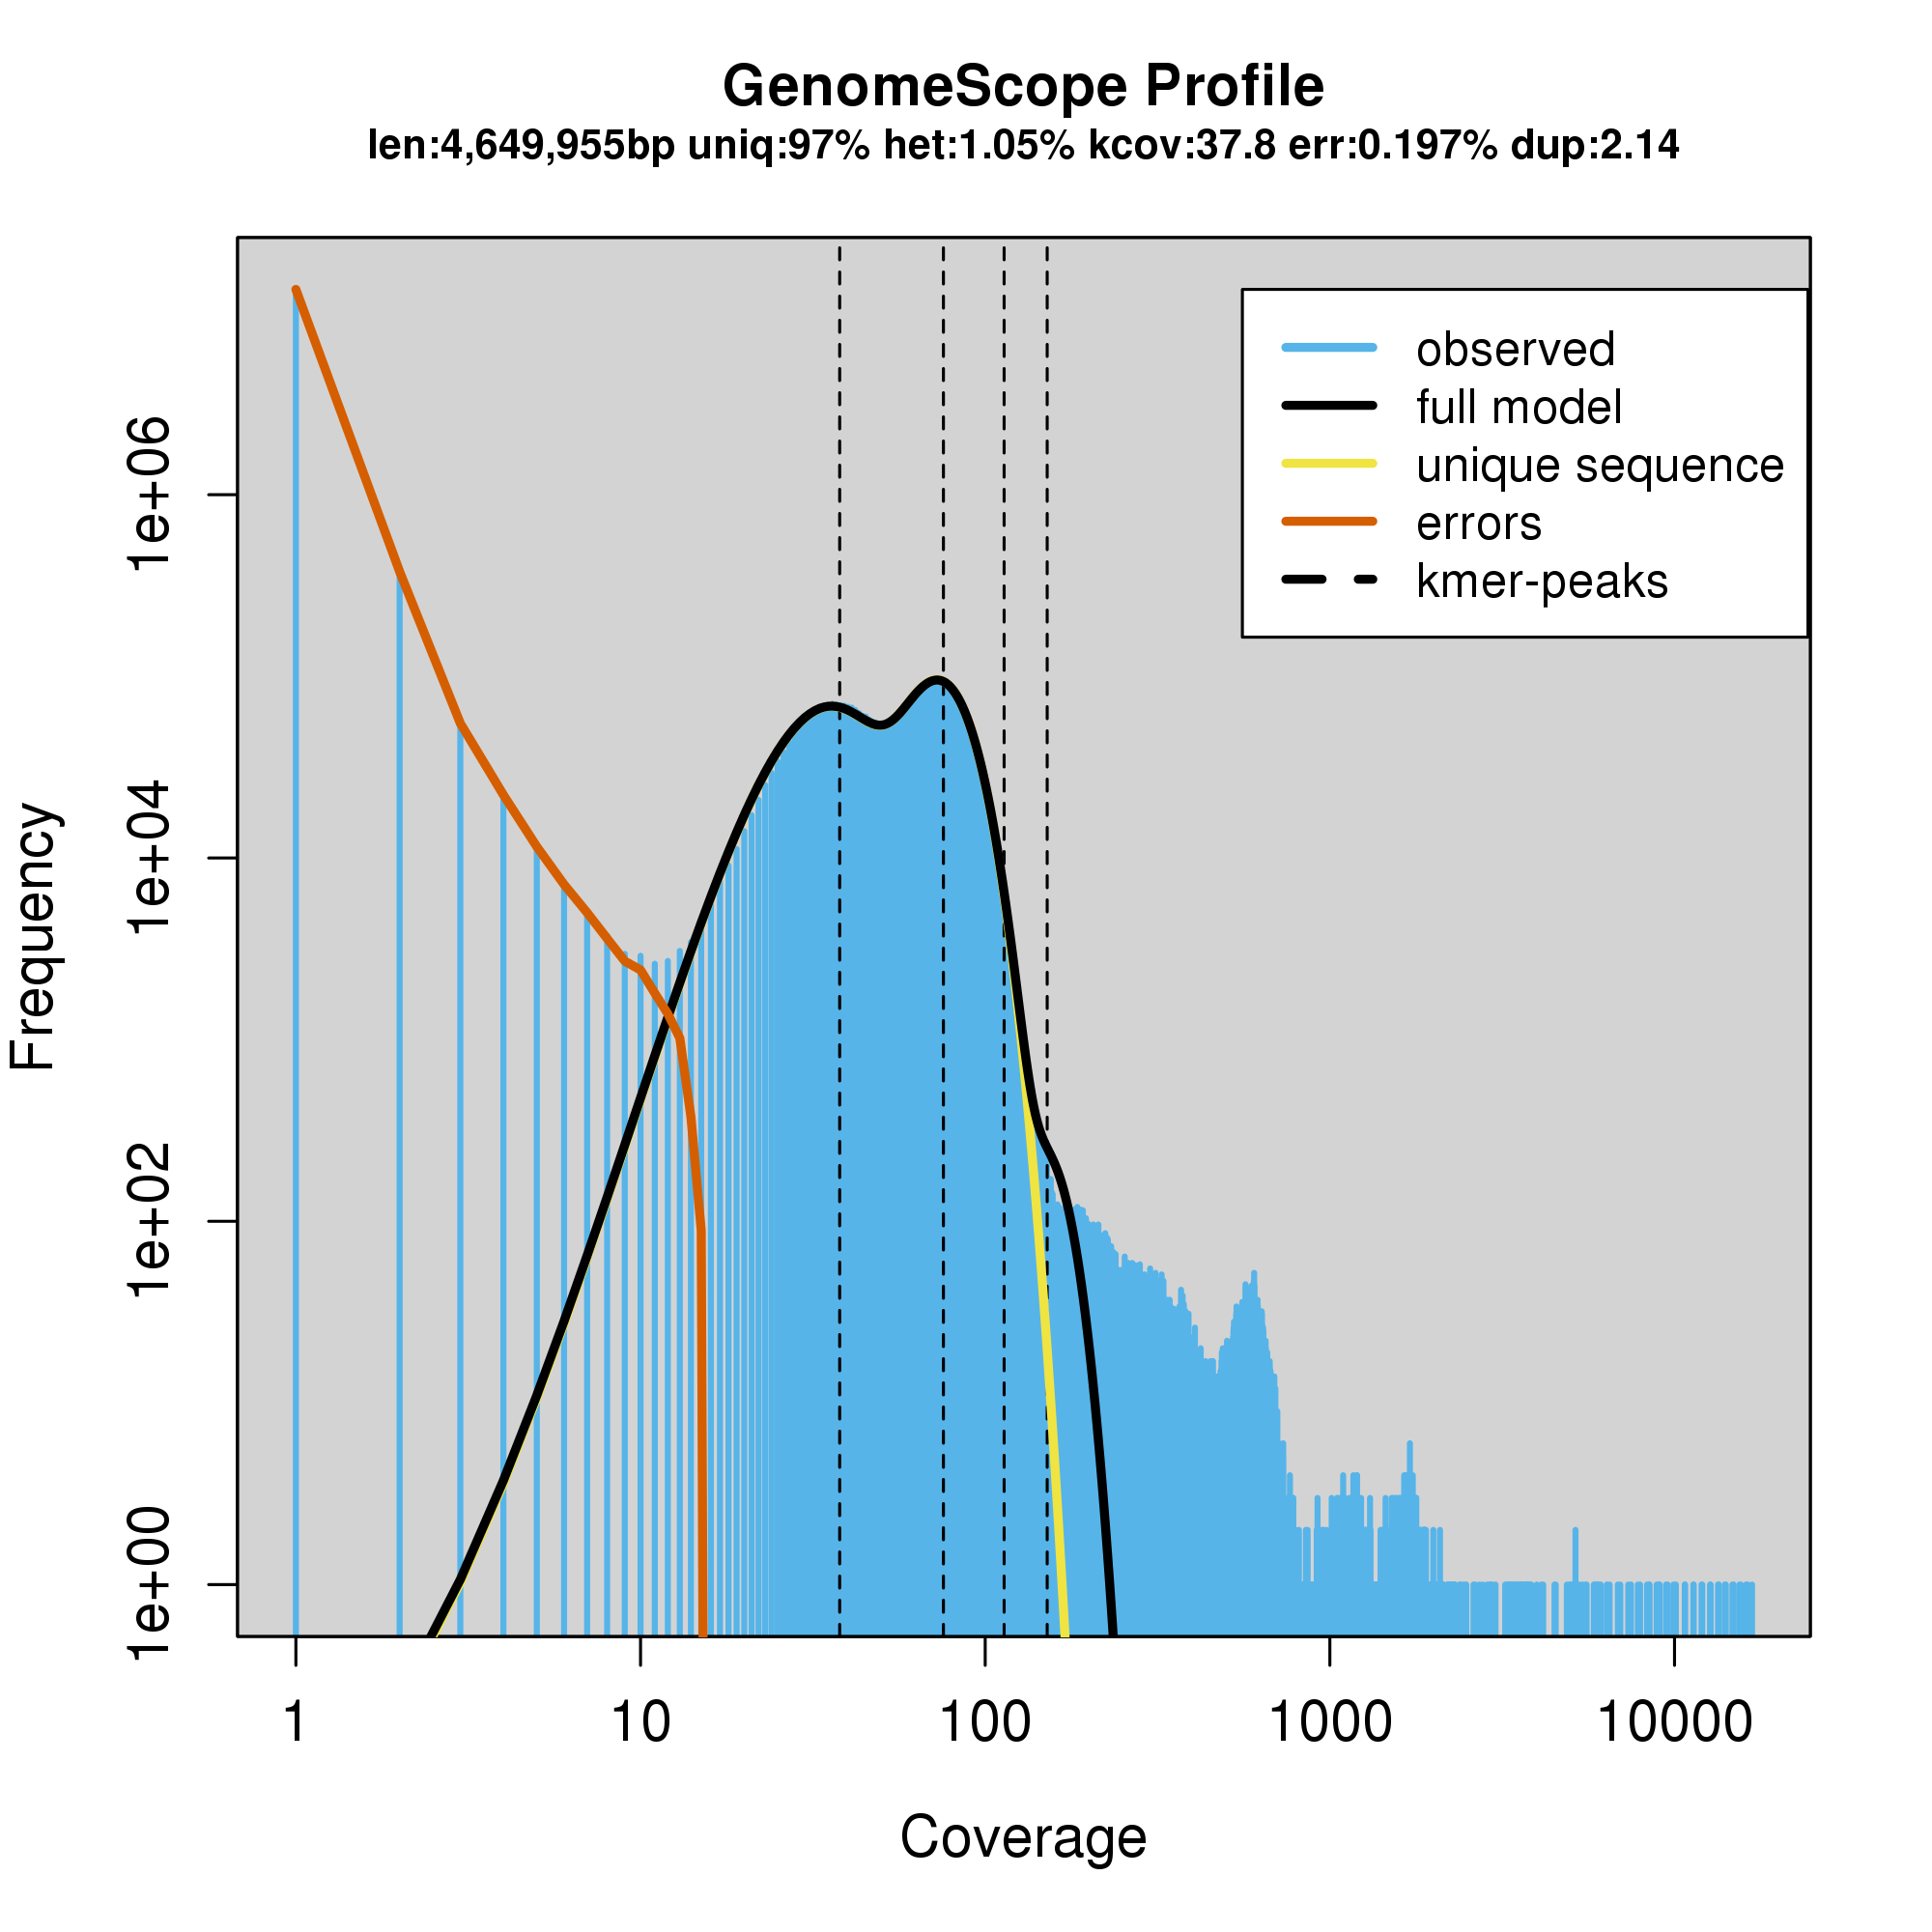 GenomeScope Profile
len:4,649,955bp uniq:97% het:1.05% kcov:37.8 err:0.197% dup:2.14
observed
full model
unique sequence
errors
kmer-peaks
Frequency
1e+06
1e+04
1e+02
1e+00
1 10 100 1000 10000
Coverage